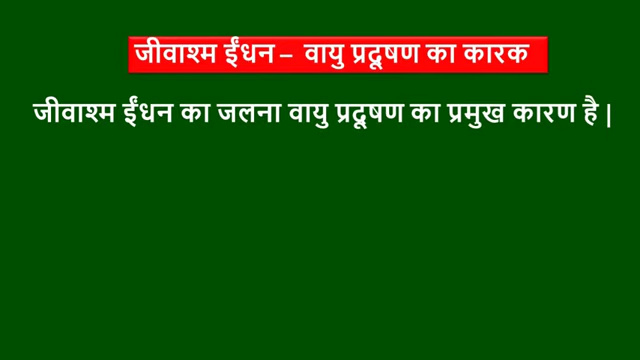 जीवाश्म ईंधन – वायु प्रदूषण का कारक
जीवाश्म ईंधन का जलना वायु प्रदूषण का प्रमुख कारण है |